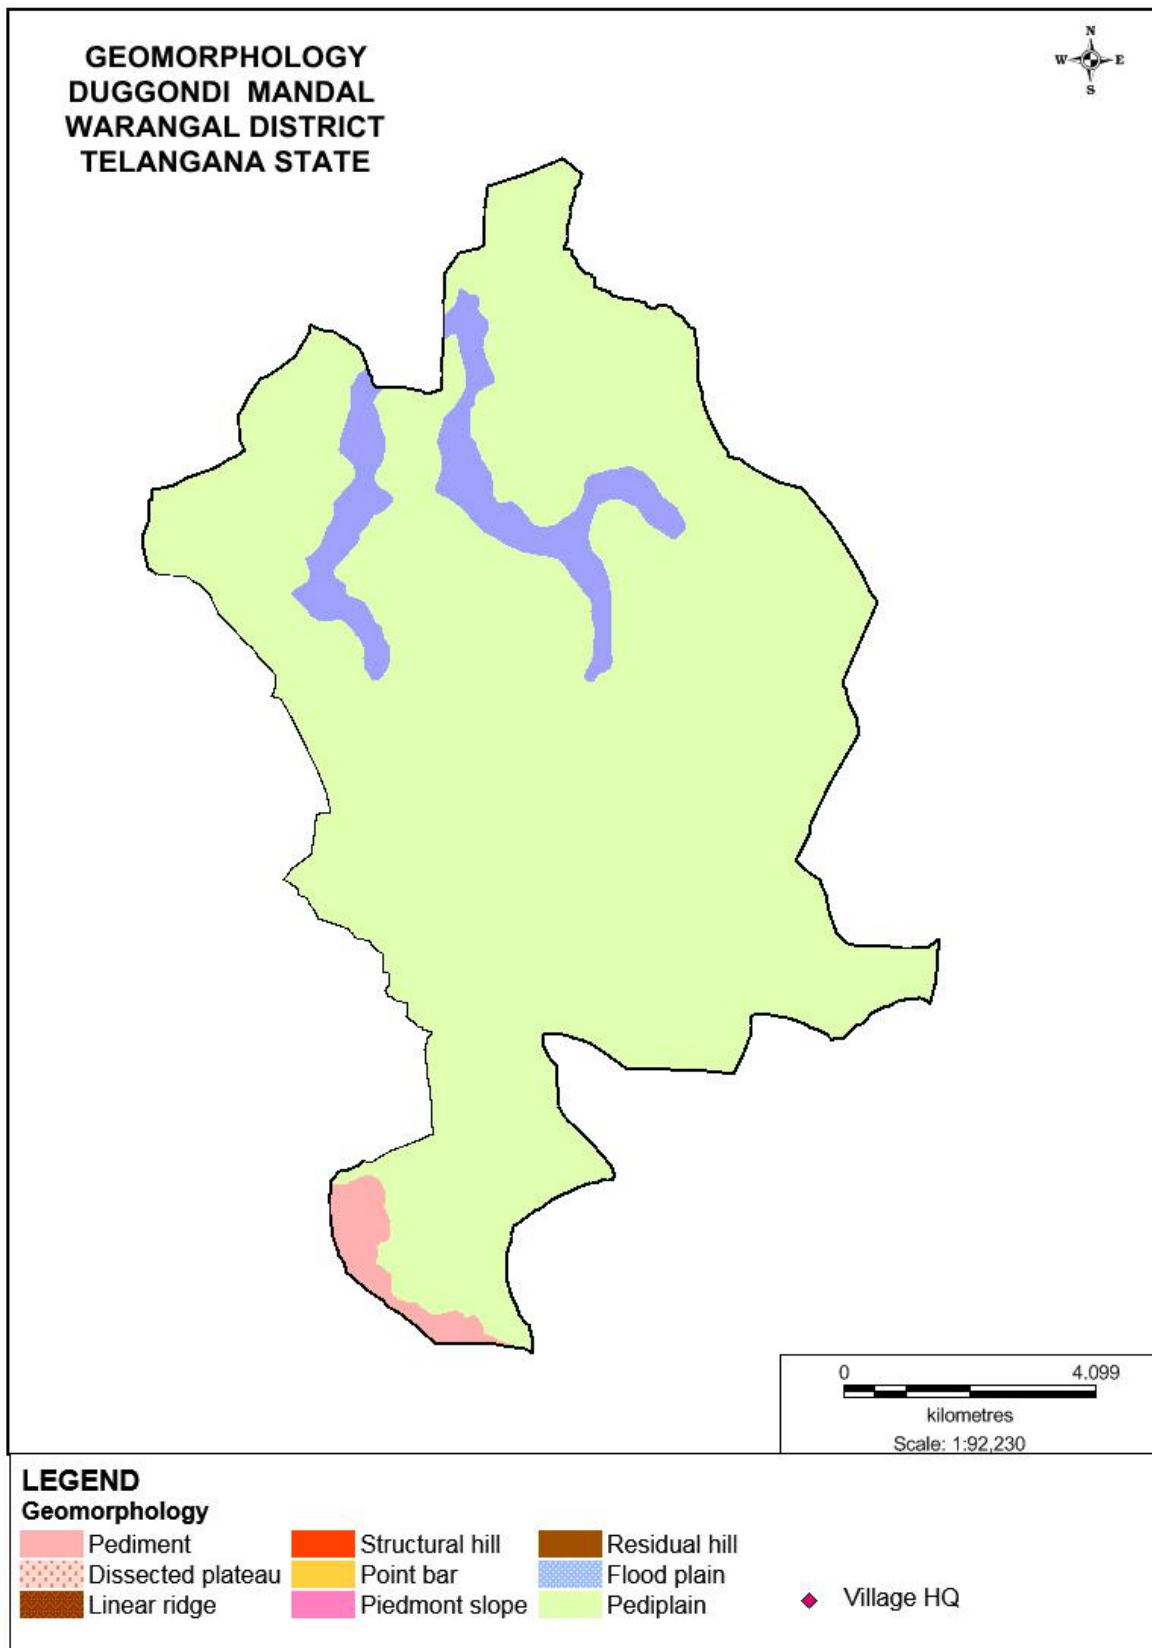 GEOMORPHOLOGY
DUGGONDI MANDAL
WARANGAL DISTRICT
TELANGANA STATE
N
W E
S
0 4.099
kilometres
Scale: 1:92,230
LEGEND
Geomorphology
Pediment Structural hill Residual hill
Dissected plateau Point bar Flood plain
Linear ridge Piedmont slope Pediplain
Village HQ